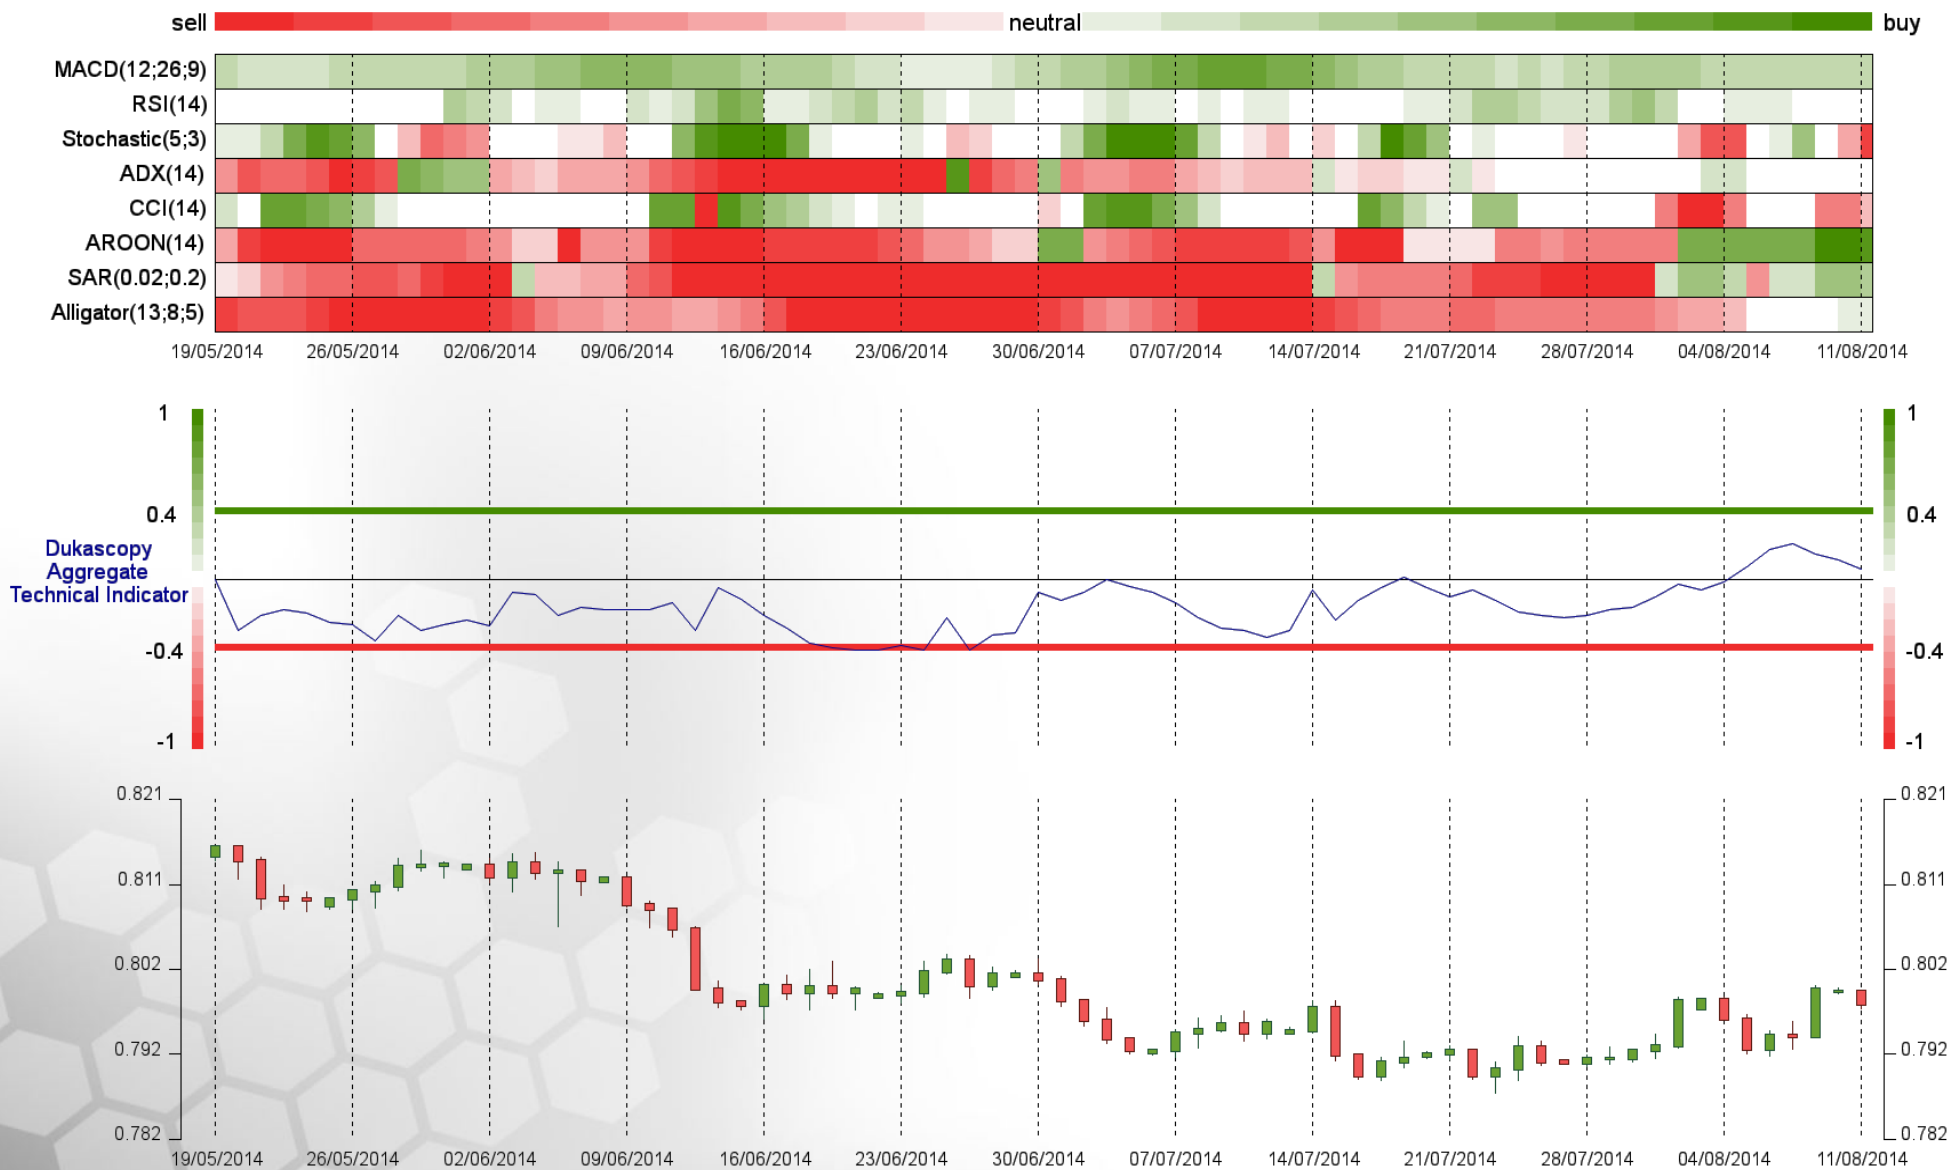 sell neutral buy
MACD(12;26;9)
RSI(14)
Stochastic(5;3)
ADX(14)
CCI(14)
AROON(14)
SAR(0.02;0.2)
Alligator(13;8;5)
19/05/2014 26/05/2014 02/06/2014 09/06/2014 16/06/2014 23/06/2014 30/06/2014 07/07/2014 14/07/2014 21/07/2014 28/07/2014 04/08/2014 11/08/2014
1 1
0.4 0.4
Dukascopy
Aggregate
Technical Indicator
-0.4 -0.4
-1 -1
0.821 0.821
0.811 0.811
0.802 0.802
0.792 0.792
0.782 0.782
19/05/2014 26/05/2014 02/06/2014 09/06/2014 16/06/2014 23/06/2014 30/06/2014 07/07/2014 14/07/2014 21/07/2014 28/07/2014 04/08/2014 11/08/2014